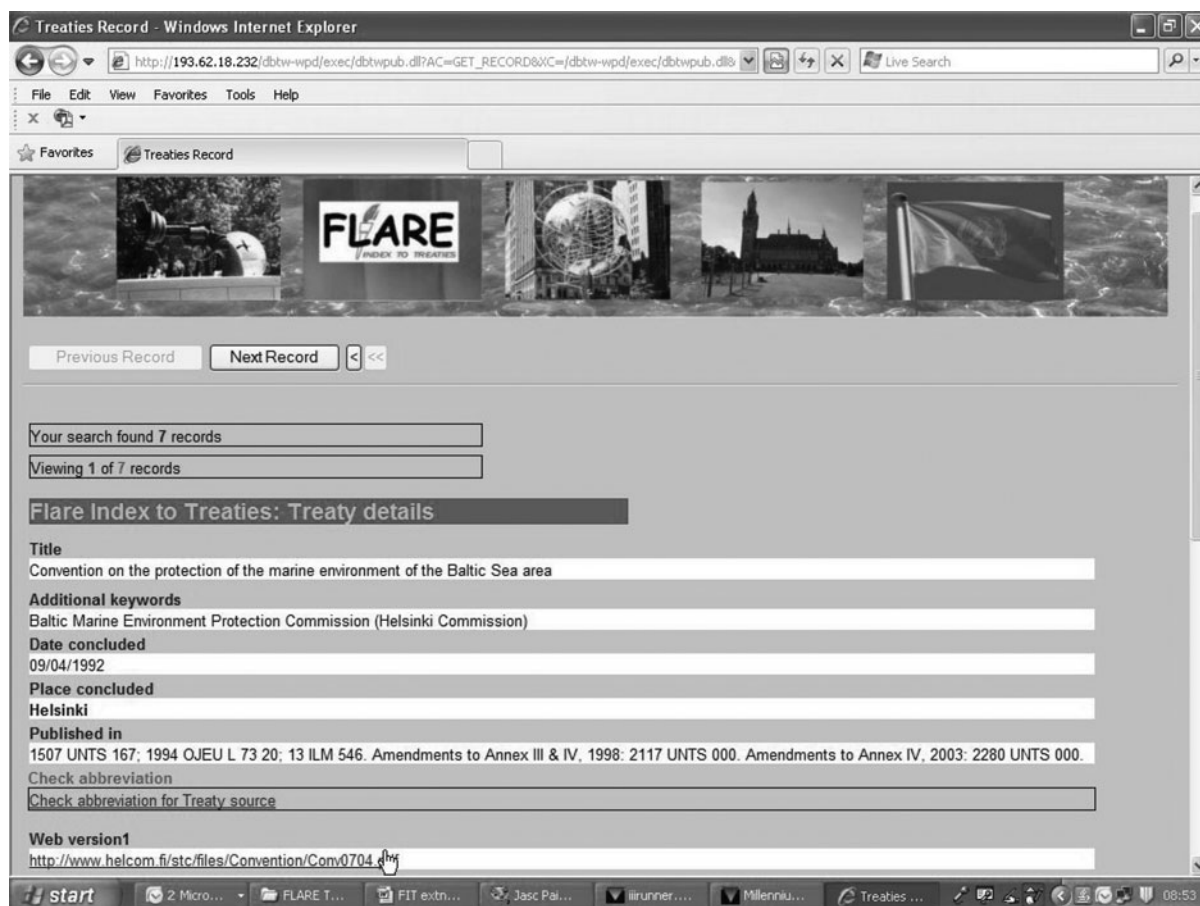 Treaties Record - Windows Internet Explorer
http://193.62.18.232/dbtw-wpd/exec/dbtwpub.dll?AC=GET_RECORD&XC=/dbtw-wpd/exec/dbtwpub.dll&
Live Search
File Edit View Favorites Tools Help
Favorites
Treaties Record
FLARE
INDEX TO TREATIES
Previous Record Next Record < <<
Your search found 7 records
Viewing 1 of 7 records
Flare Index to Treaties: Treaty details
Title
Convention on the protection of the marine environment of the Baltic Sea area
Additional keywords
Baltic Marine Environment Protection Commission (Helsinki Commission)
Date concluded
09/04/1992
Place concluded
Helsinki
Published in
1507 UNTS 167; 1994 OJEU L 73 20; 13 ILM 546. Amendments to Annex III & IV, 1998: 2117 UNTS 000. Amendments to Annex IV, 2003: 2280 UNTS 000.
Check abbreviation
Check abbreviation for Treaty source
Web version1
http://www.helcom.fi/stc/files/Convention/Conv0704.
start 2 Micro... FLARE T... FIT extn... Jasc Pai... iiirunner.... Millenniu... Treaties ... 08:53